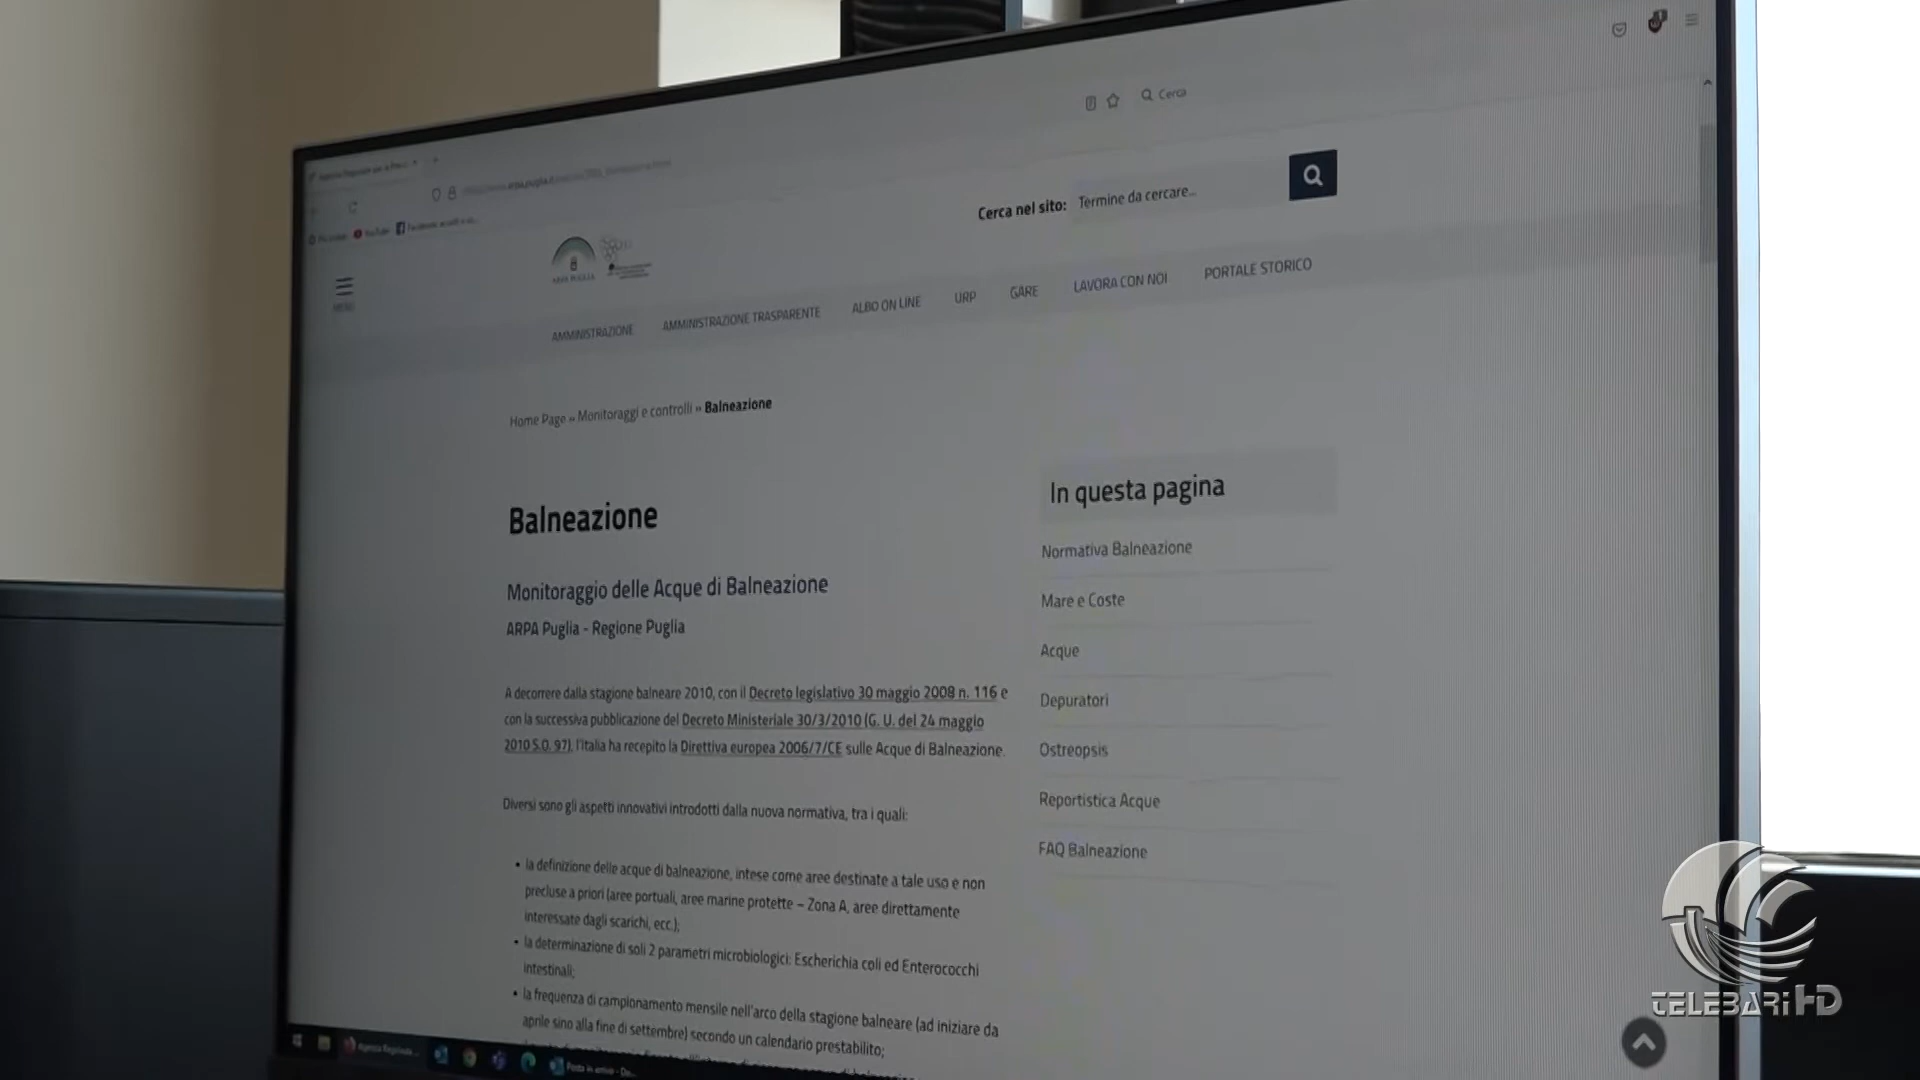 Cerca
Cerca nel sito: Termine da cercare...
MENU
ARPA PUGLIA
AMMINISTRAZIONE AMMINISTRAZIONE TRASPARENTE ALBO ON LINE URP GARE LAVORA CON NOI PORTALE STORICO
Home Page » Monitoraggi e controlli » Balneazione
Balneazione
Monitoraggio delle Acque di Balneazione
ARPA Puglia - Regione Puglia
A decorrere dalla stagione balneare 2010, con il Decreto legislativo 30 maggio 2008 n. 116 e
con la successiva pubblicazione del Decreto Ministeriale 30/3/2010 (G. U. del 24 maggio
2010 S.O. 97), l'Italia ha recepito la Direttiva europea 2006/7/CE sulle Acque di Balneazione.
Diversi sono gli aspetti innovativi introdotti dalla nuova normativa, tra i quali:
• la definizione delle acque di balneazione, intese come aree destinate a tale uso e non
precluse a priori (aree portuali, aree marine protette – Zona A, aree direttamente
interessate dagli scarichi, ecc.);
• la determinazione di soli 2 parametri microbiologici: Escherichia coli ed Enterococchi
intestinali;
• la frequenza di campionamento mensile nell'arco della stagione balneare (ad iniziare da
aprile sino alla fine di settembre) secondo un calendario prestabilito;
In questa pagina
Normativa Balneazione
Mare e Coste
Acque
Depuratori
Ostreopsis
Reportistica Acque
FAQ Balneazione
TELEBARI HD